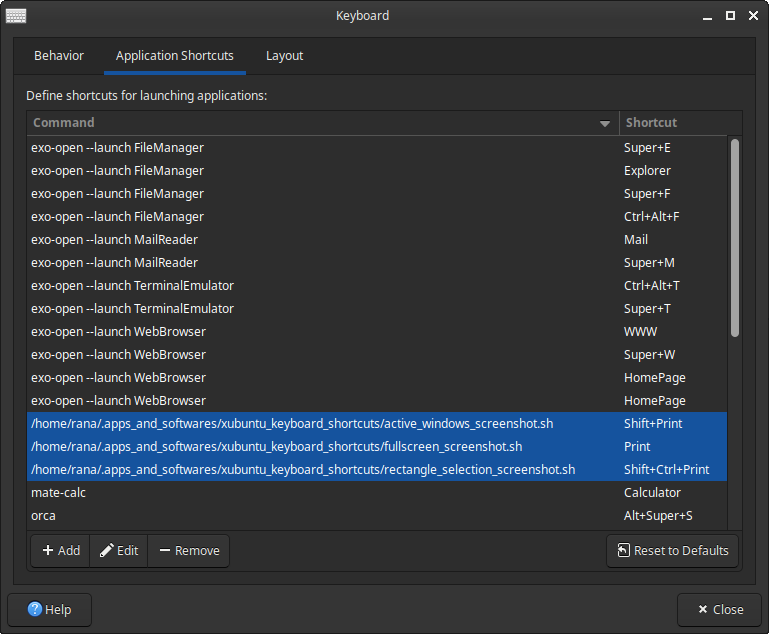 Keyboard
Behavior Application Shortcuts Layout
Define shortcuts for launching applications:
Command Shortcut
exo-open --launch FileManager Super+E
exo-open --launch FileManager Explorer
exo-open --launch FileManager Super+F
exo-open --launch FileManager Ctrl+Alt+F
exo-open --launch MailReader Mail
exo-open --launch MailReader Super+M
exo-open --launch TerminalEmulator Ctrl+Alt+T
exo-open --launch TerminalEmulator Super+T
exo-open --launch WebBrowser WWW
exo-open --launch WebBrowser Super+W
exo-open --launch WebBrowser HomePage
exo-open --launch WebBrowser HomePage
/home/rana/.apps_and_softwares/xubuntu_keyboard_shortcuts/active_windows_screenshot.sh Shift+Print
/home/rana/.apps_and_softwares/xubuntu_keyboard_shortcuts/fullscreen_screenshot.sh Print
/home/rana/.apps_and_softwares/xubuntu_keyboard_shortcuts/rectangle_selection_screenshot.sh Shift+Ctrl+Print
mate-calc Calculator
orca Alt+Super+S
Add Edit Remove Reset to Defaults
Help Close